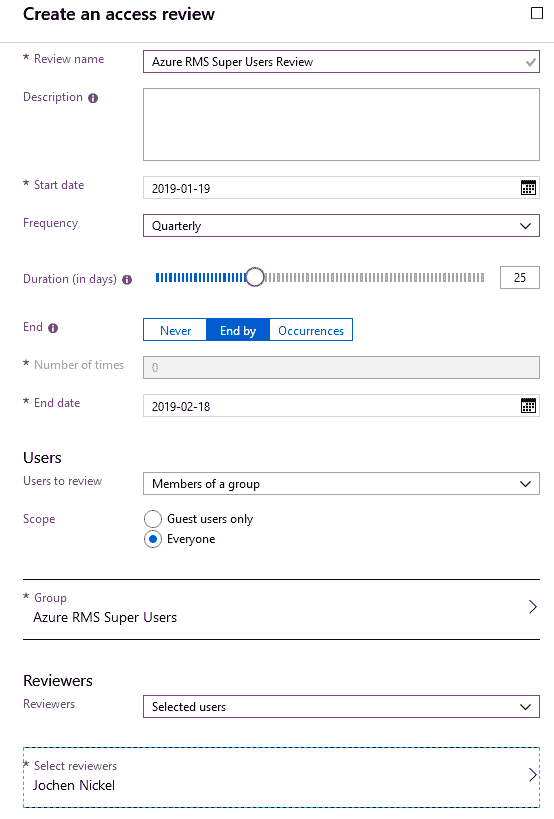 Create an access review
* Review name
Azure RMS Super Users Review
Description
* Start date
2019-01-19
Frequency
Quarterly
Duration (in days)
25
End
Never
End by
Occurrences
* Number of times
0
* End date
2019-02-18
Users
Users to review
Members of a group
Scope
Guest users only
Everyone
* Group
Azure RMS Super Users
Reviewers
Reviewers
Selected users
* Select reviewers
Jochen Nickel